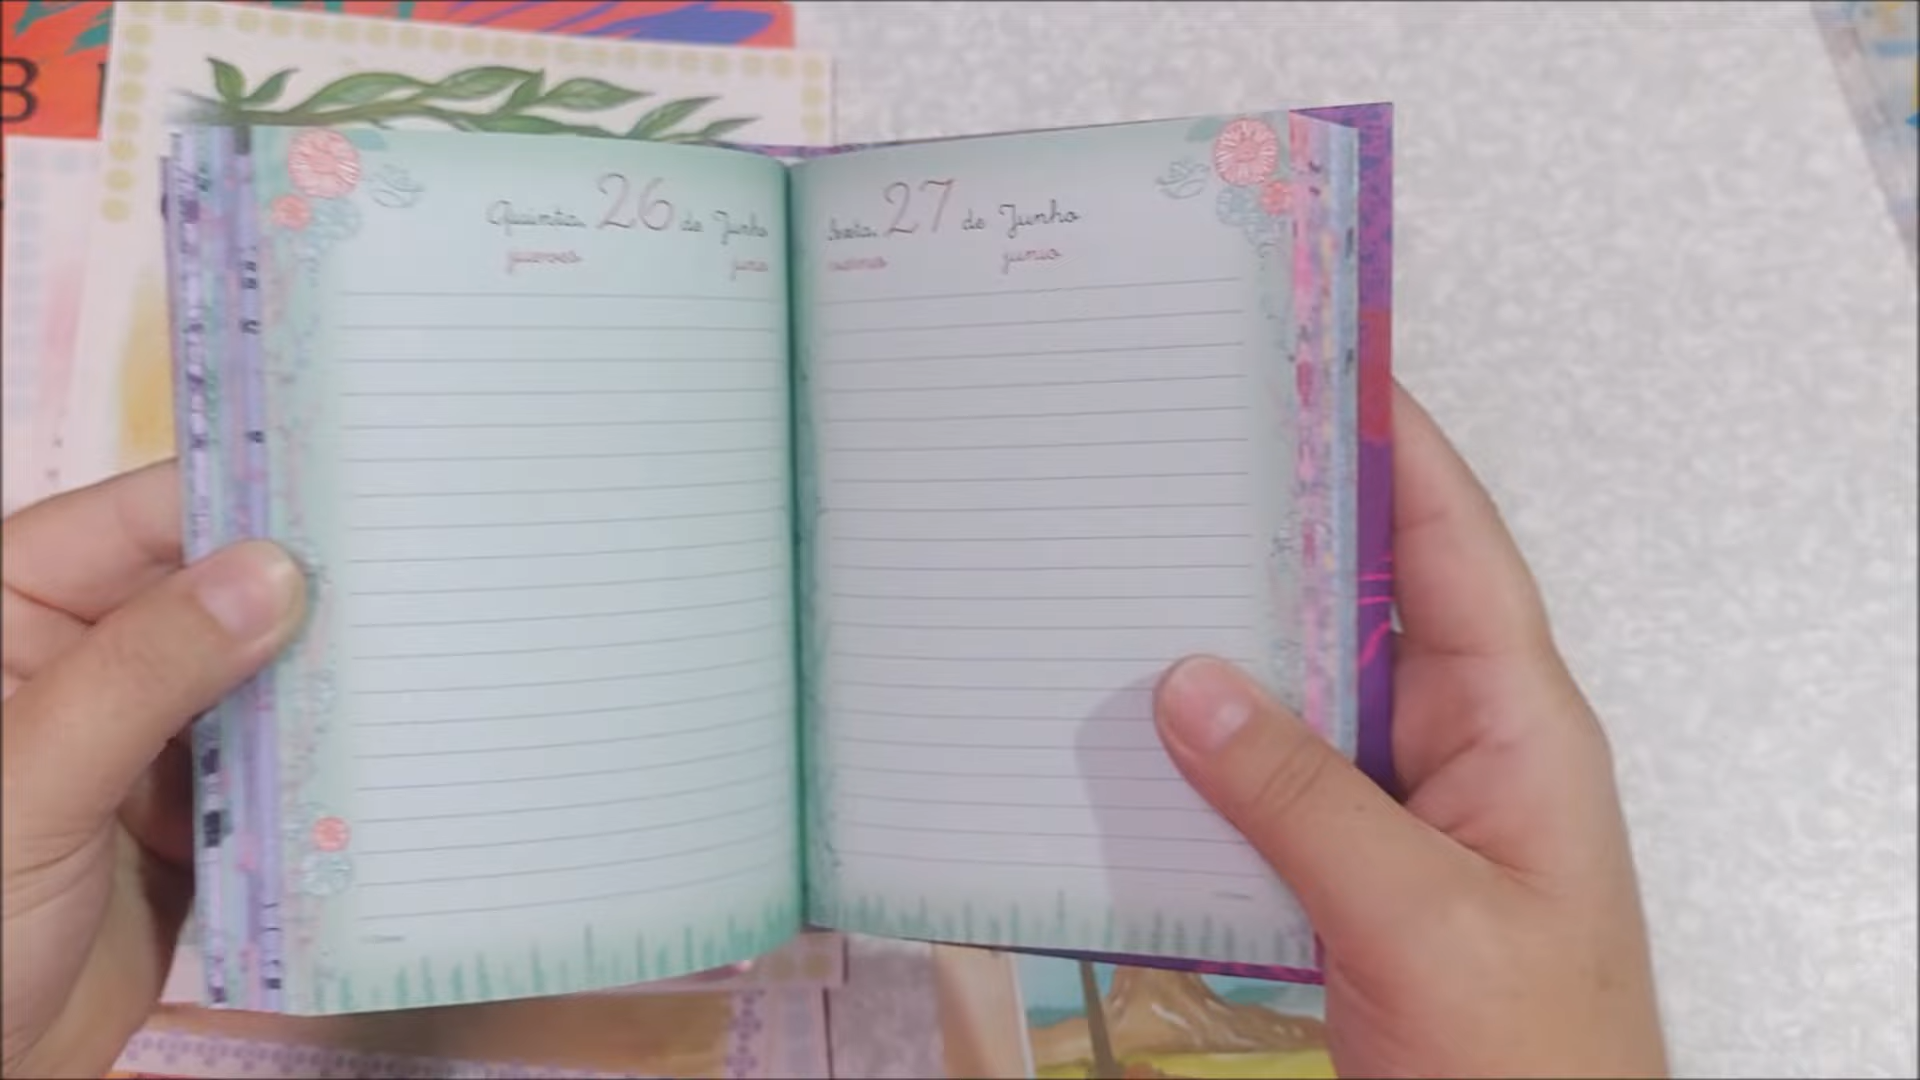 Quinta, 26 de Junho
jueves junio
Sexta, 27 de Junho
viernes junio
B